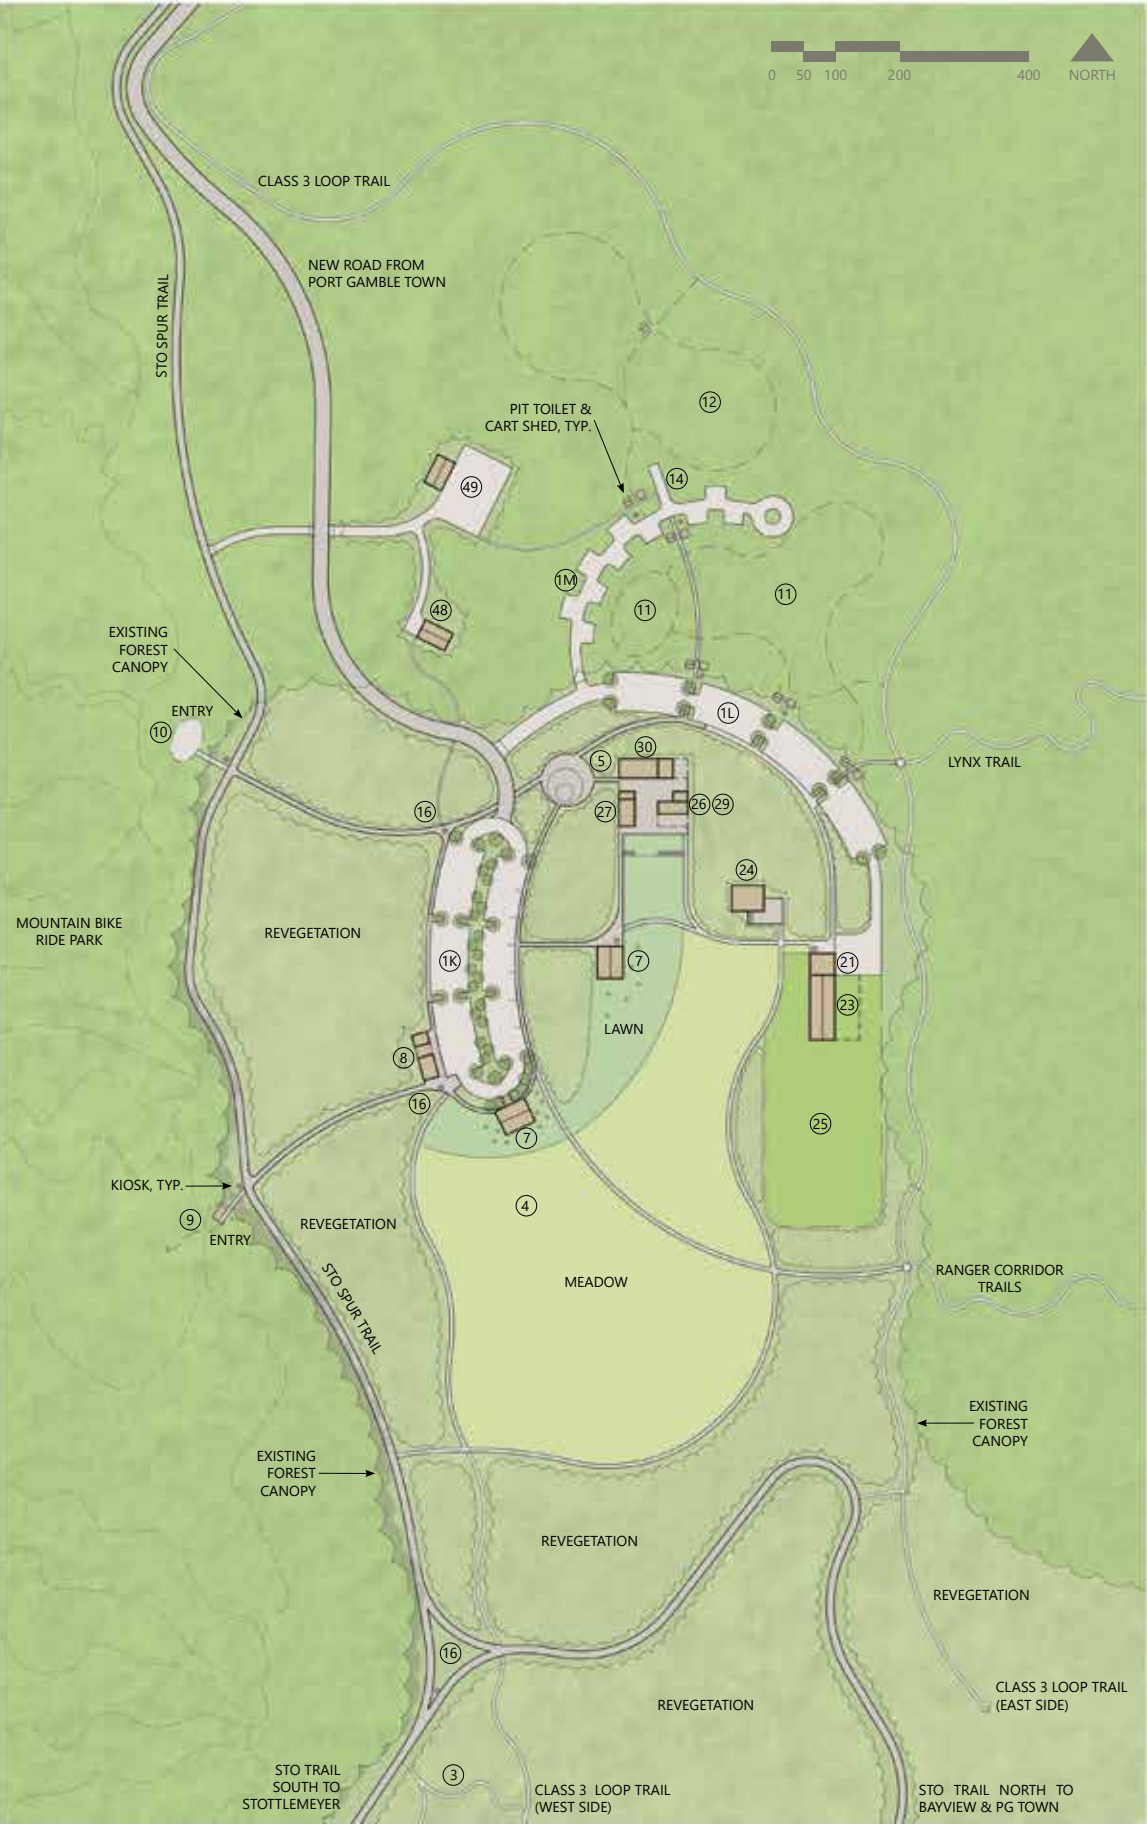 0 50 100 200 400 NORTH
CLASS 3 LOOP TRAIL
NEW ROAD FROM
PORT GAMBLE TOWN
STO SPUR TRAIL
12
PIT TOILET &
CART SHED, TYP.
14
49
1M
11
11
48
EXISTING
FOREST
CANOPY
ENTRY
10
1L
5
30
LYNX TRAIL
16
27
26 29
24
MOUNTAIN BIKE
RIDE PARK
REVEGETATION
1K
7
21
23
LAWN
8
16
7
25
KIOSK, TYP.
9
ENTRY
4
REVEGETATION
STO SPUR TRAIL
MEADOW
RANGER CORRIDOR
TRAILS
EXISTING
FOREST
CANOPY
EXISTING
FOREST
CANOPY
REVEGETATION
REVEGETATION
16
CLASS 3 LOOP TRAIL
(EAST SIDE)
REVEGETATION
STO TRAIL
SOUTH TO
STOTTLEMEYER
3
CLASS 3 LOOP TRAIL
(WEST SIDE)
STO TRAIL NORTH TO
BAYVIEW & PG TOWN